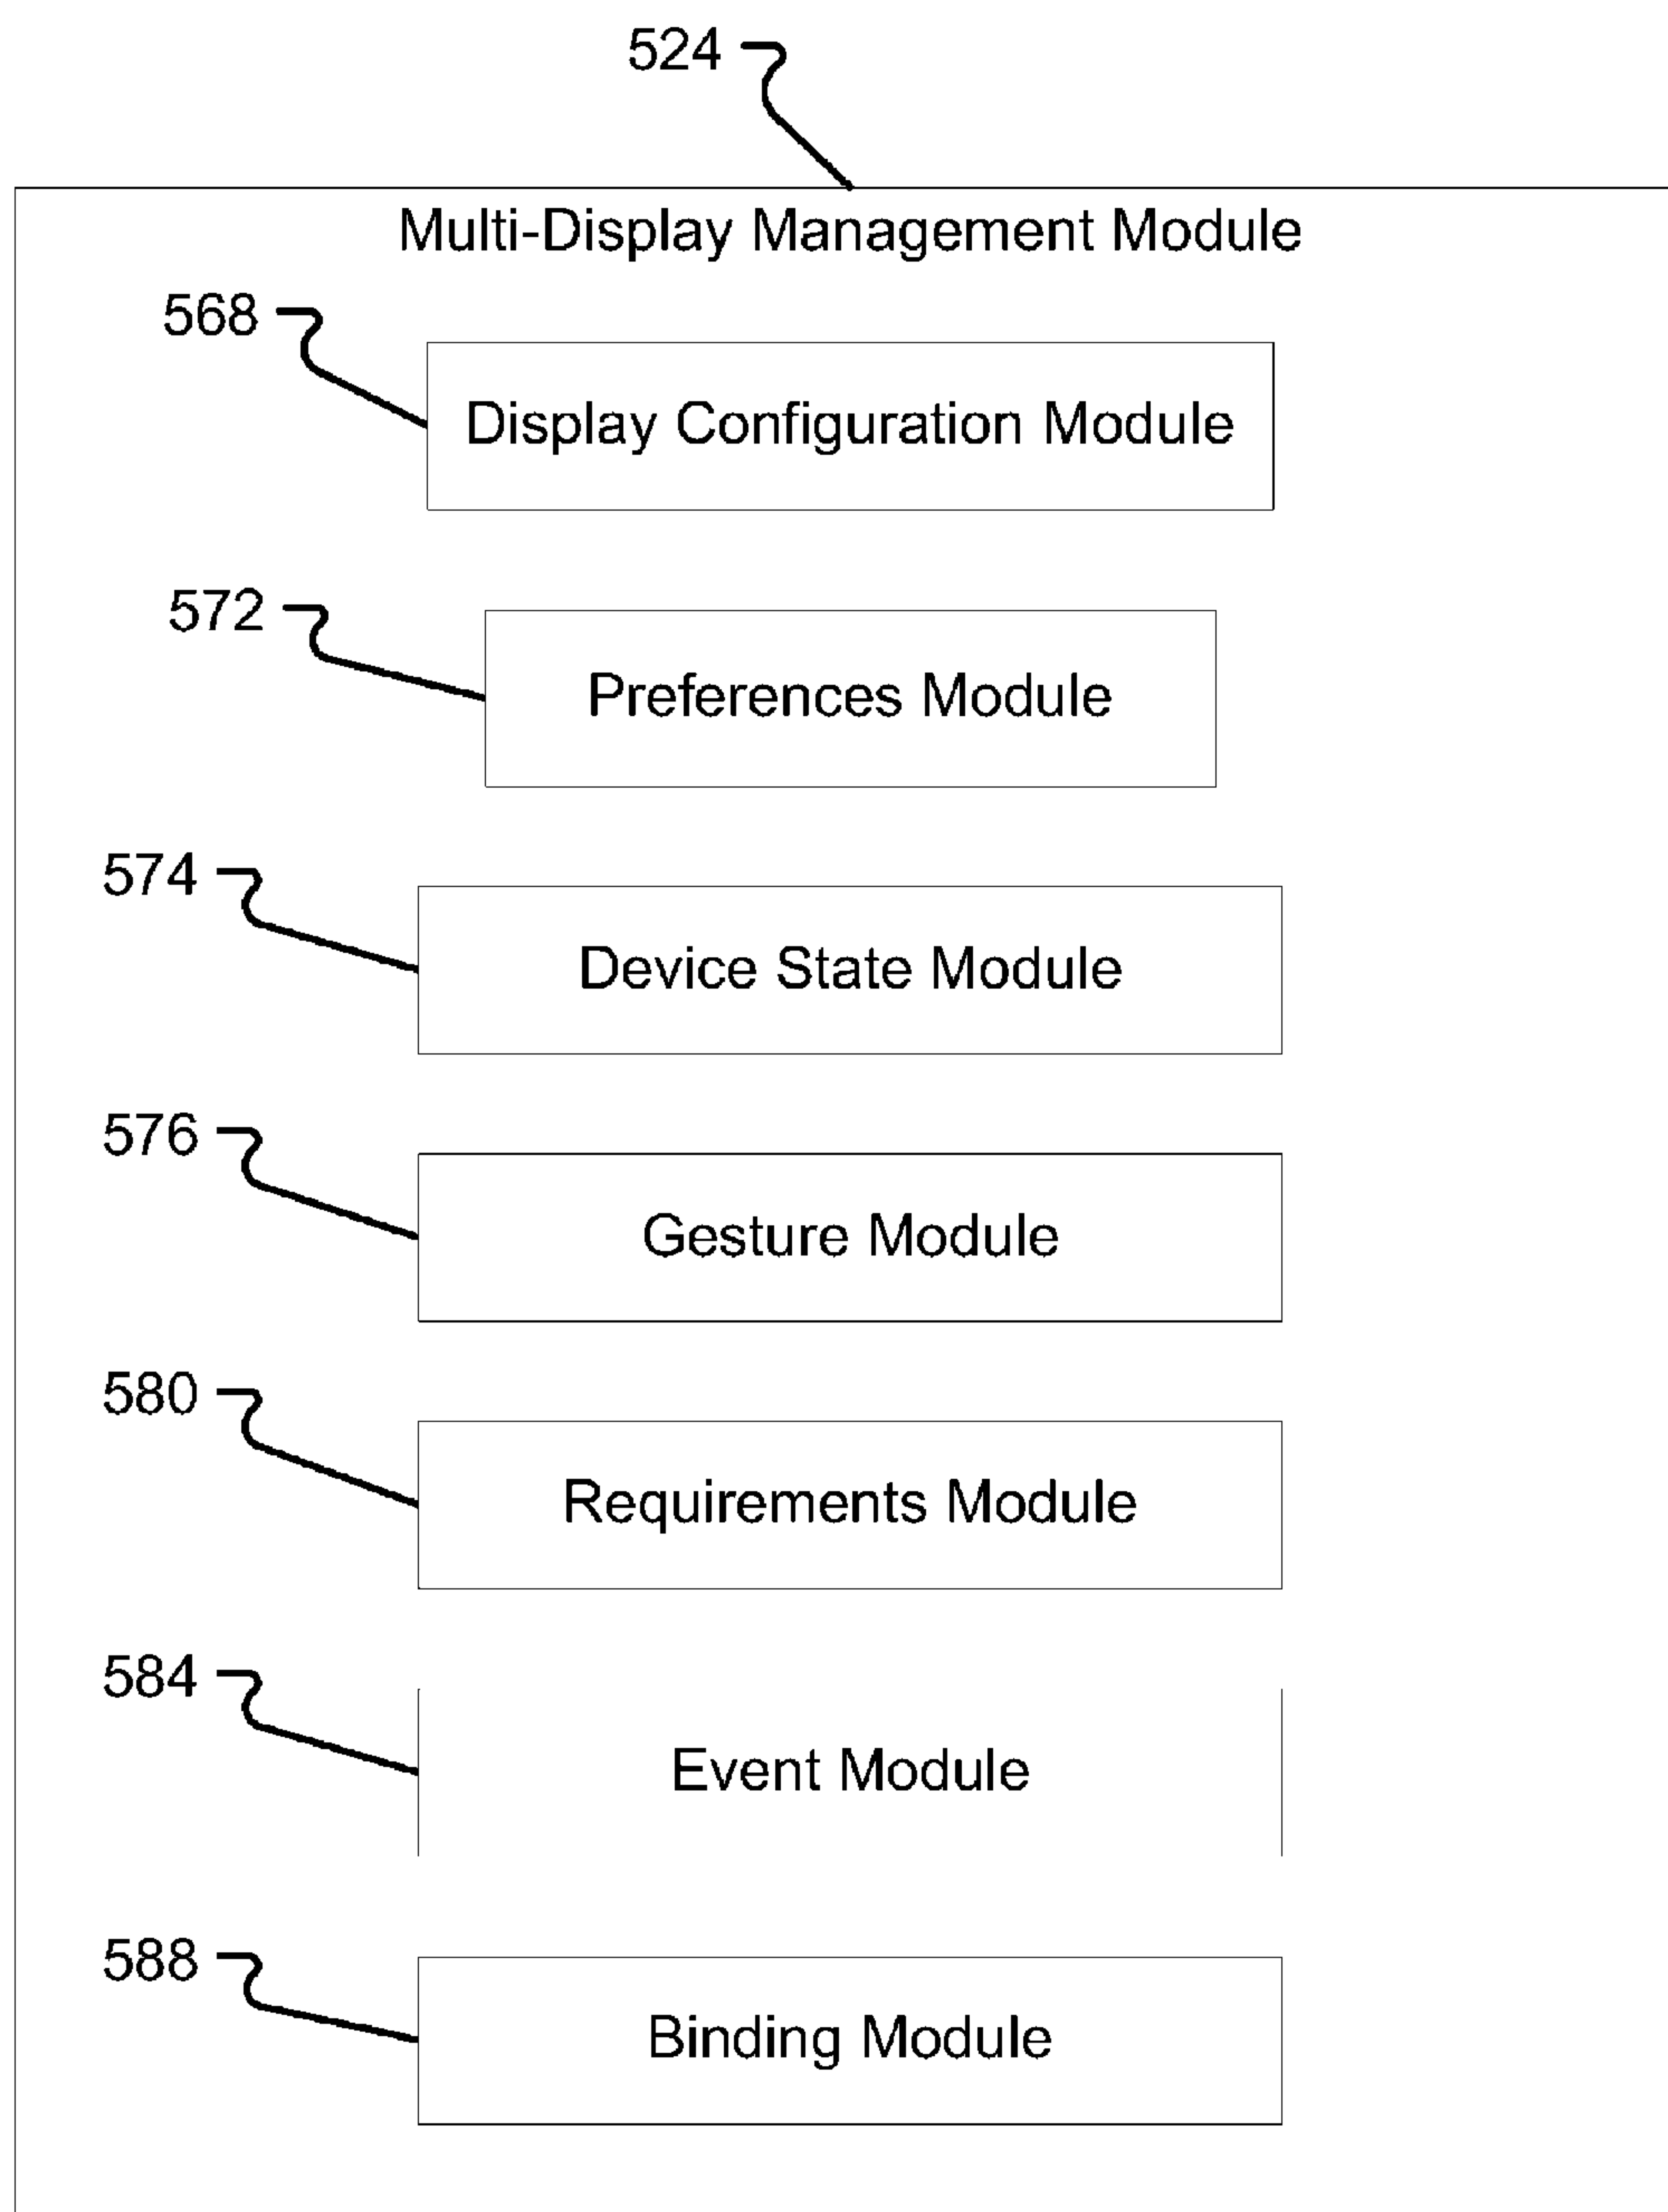 524
Multi-Display Management Module
568
Display Configuration Module
572
Preferences Module
574
Device State Module
576
Gesture Module
580
Requirements Module
584
Event Module
588
Binding Module